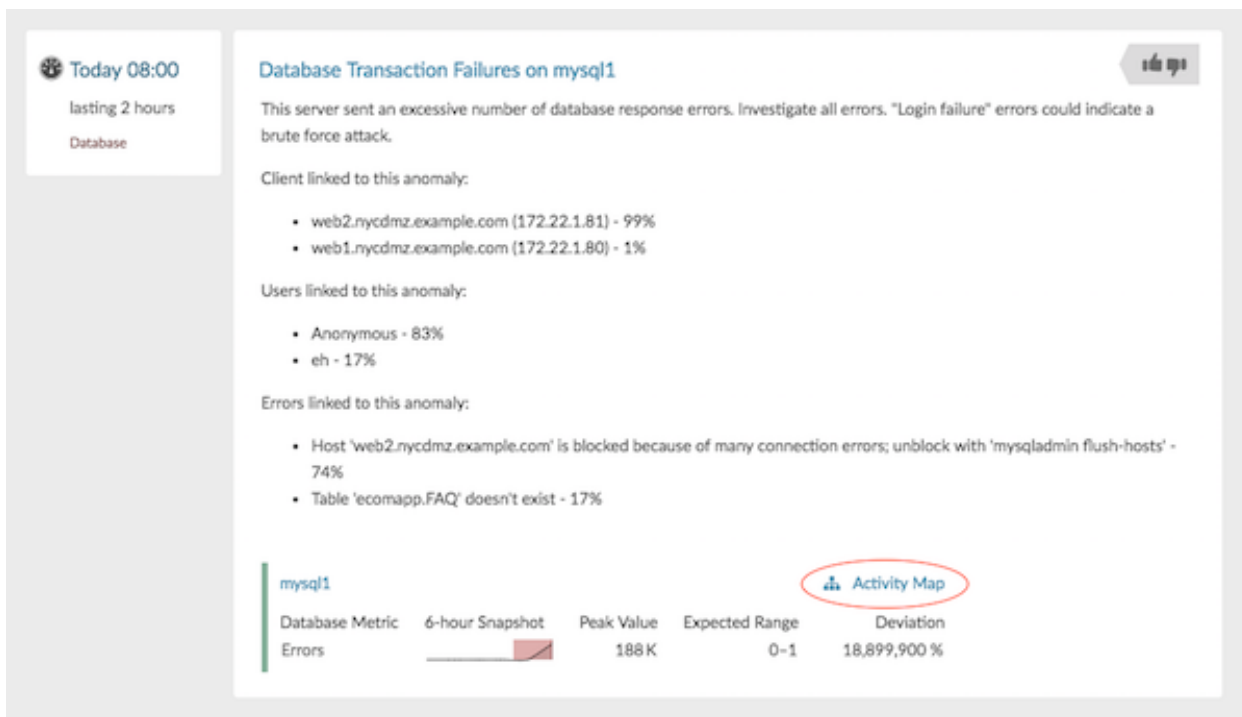 Today 08:00
lasting 2 hours
Database
Database Transaction Failures on mysql1
This server sent an excessive number of database response errors. Investigate all errors. "Login failure" errors could indicate a
brute force attack.
Client linked to this anomaly:
• web2.nycdmz.example.com (172.22.1.81) - 99%
• web1.nycdmz.example.com (172.22.1.80) - 1%
Users linked to this anomaly:
• Anonymous - 83%
• eh - 17%
Errors linked to this anomaly:
• Host 'web2.nycdmz.example.com' is blocked because of many connection errors; unblock with 'mysqladmin flush-hosts' -
74%
• Table 'ecomapp.FAQ' doesn't exist - 17%
mysql1 Activity Map
Database Metric 6-hour Snapshot Peak Value Expected Range Deviation
Errors 188 K 0–1 18,899,900 %